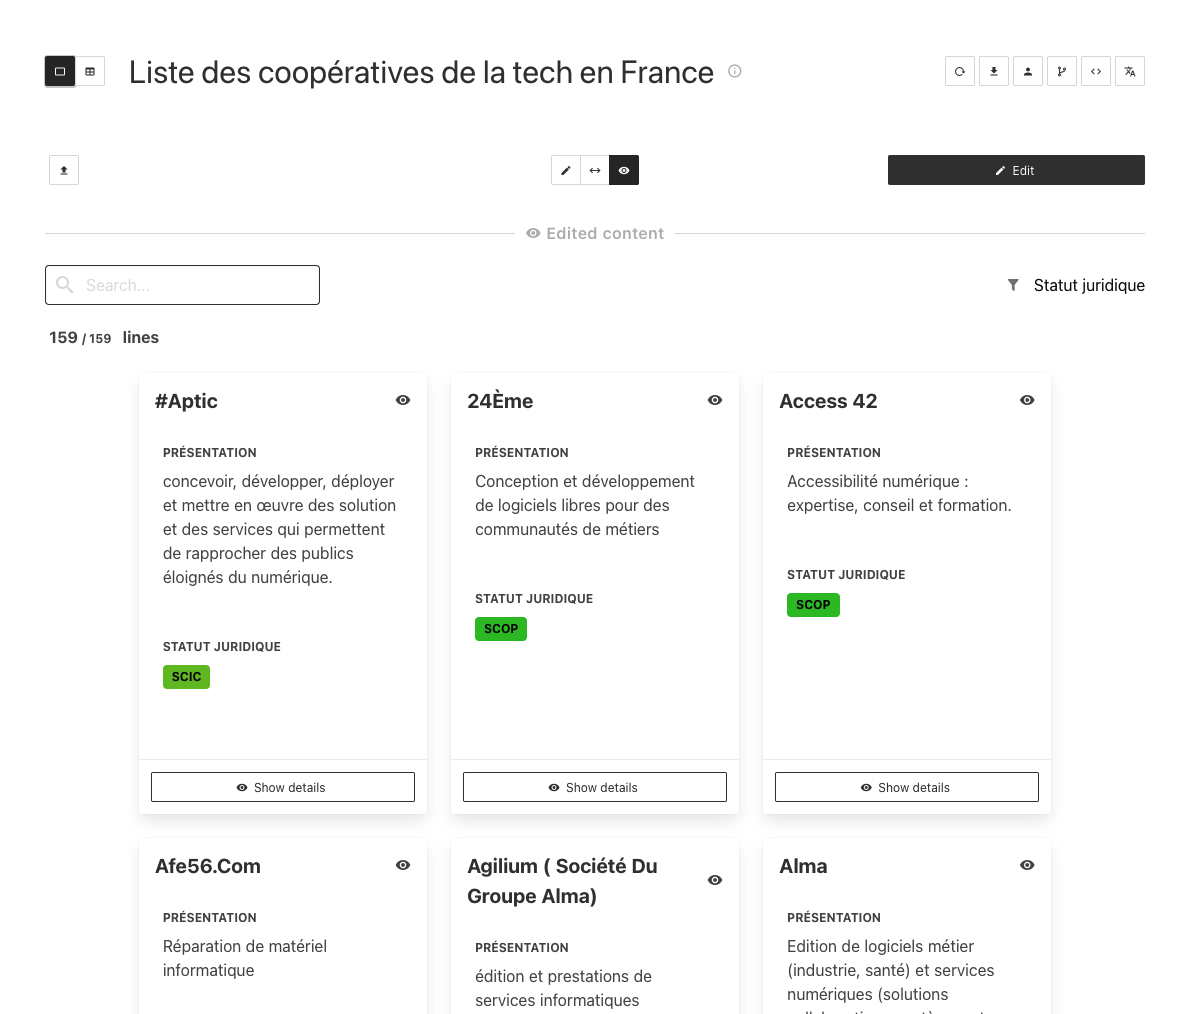 Liste des coopératives de la tech en France
Edit
Edited content
Search...
Statut juridique
159 / 159 lines
#Aptic
PRÉSENTATION
concevoir, développer, déployer
et mettre en œuvre des solution
et des services qui permettent
de rapprocher des publics
éloignés du numérique.
STATUT JURIDIQUE
SCIC
Show details
24Ème
PRÉSENTATION
Conception et développement
de logiciels libres pour des
communautés de métiers
STATUT JURIDIQUE
SCOP
Show details
Access 42
PRÉSENTATION
Accessibilité numérique :
expertise, conseil et formation.
STATUT JURIDIQUE
SCOP
Show details
Afe56.Com
PRÉSENTATION
Réparation de matériel
informatique
Agilium ( Société Du
Groupe Alma)
PRÉSENTATION
édition et prestations de
services informatiques
Alma
PRÉSENTATION
Edition de logiciels métier
(industrie, santé) et services
numériques (solutions